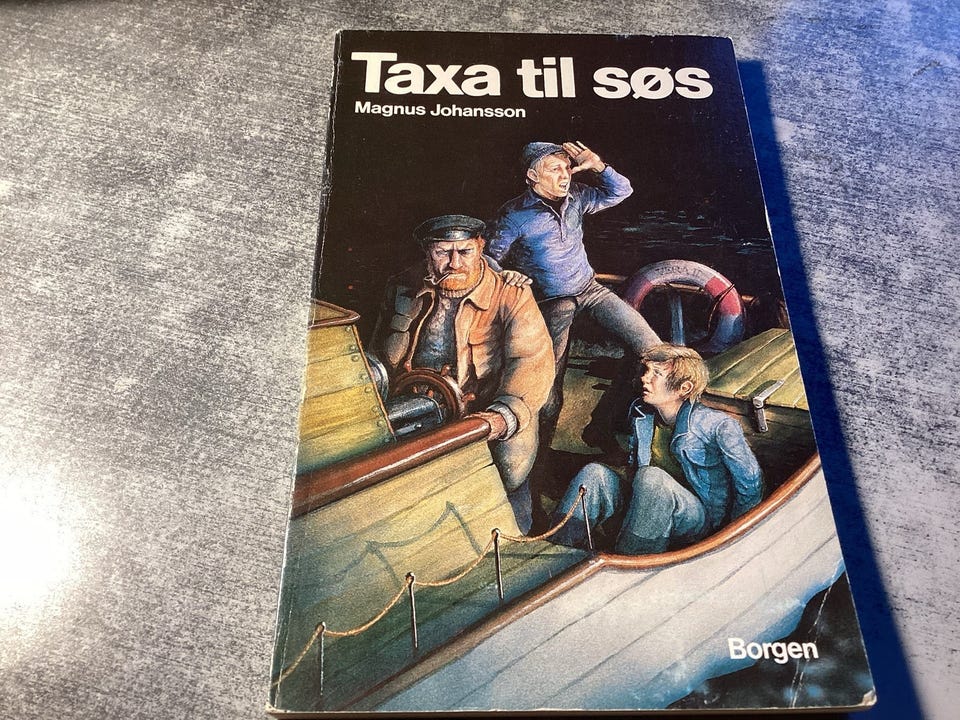 Taxa til søs
Magnus Johansson
Borgen